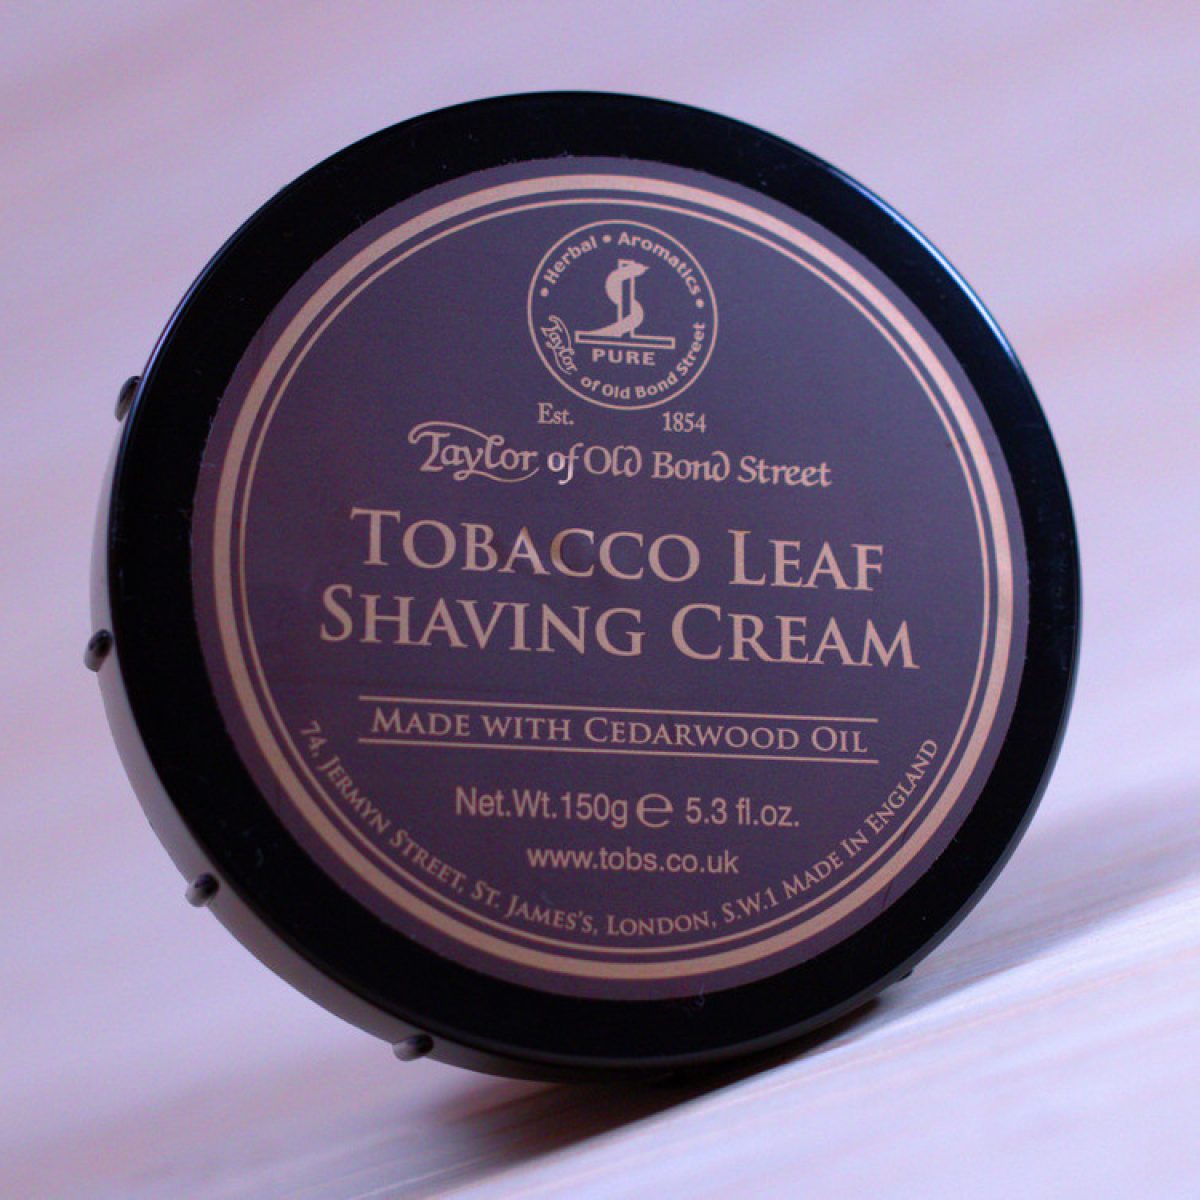 Herbal • Aromatics
PURE
Taylor of Old Bond Street
Est. 1854
Taylor of Old Bond Street
TOBACCO LEAF
SHAVING CREAM
MADE WITH CEDARWOOD OIL
Net.Wt.150g ℮ 5.3 fl.oz.
www.tobs.co.uk
74, JERMYN STREET, ST. JAMES'S, LONDON, S.W.1 MADE IN ENGLAND